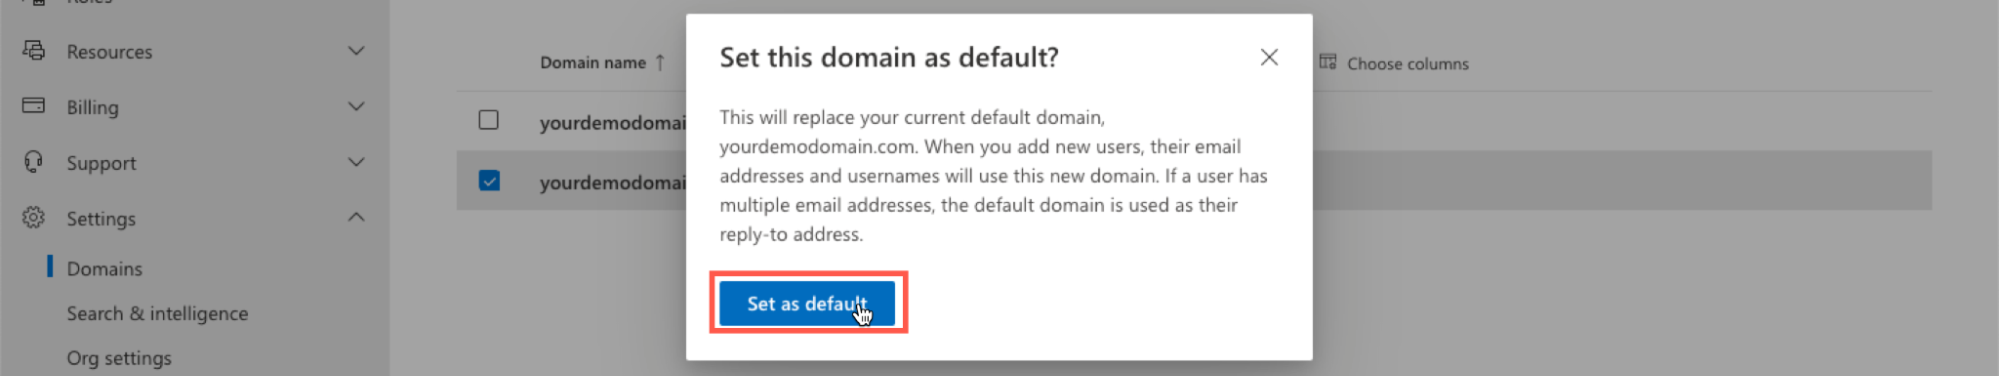 Roles
Resources
Billing
Support
Settings
Domains
Search & intelligence
Org settings
Domain name ↑
yourdemodomai
yourdemodomai
Choose columns
Set this domain as default?
This will replace your current default domain,
yourdemodomain.com. When you add new users, their email
addresses and usernames will use this new domain. If a user has
multiple email addresses, the default domain is used as their
reply-to address.
Set as default